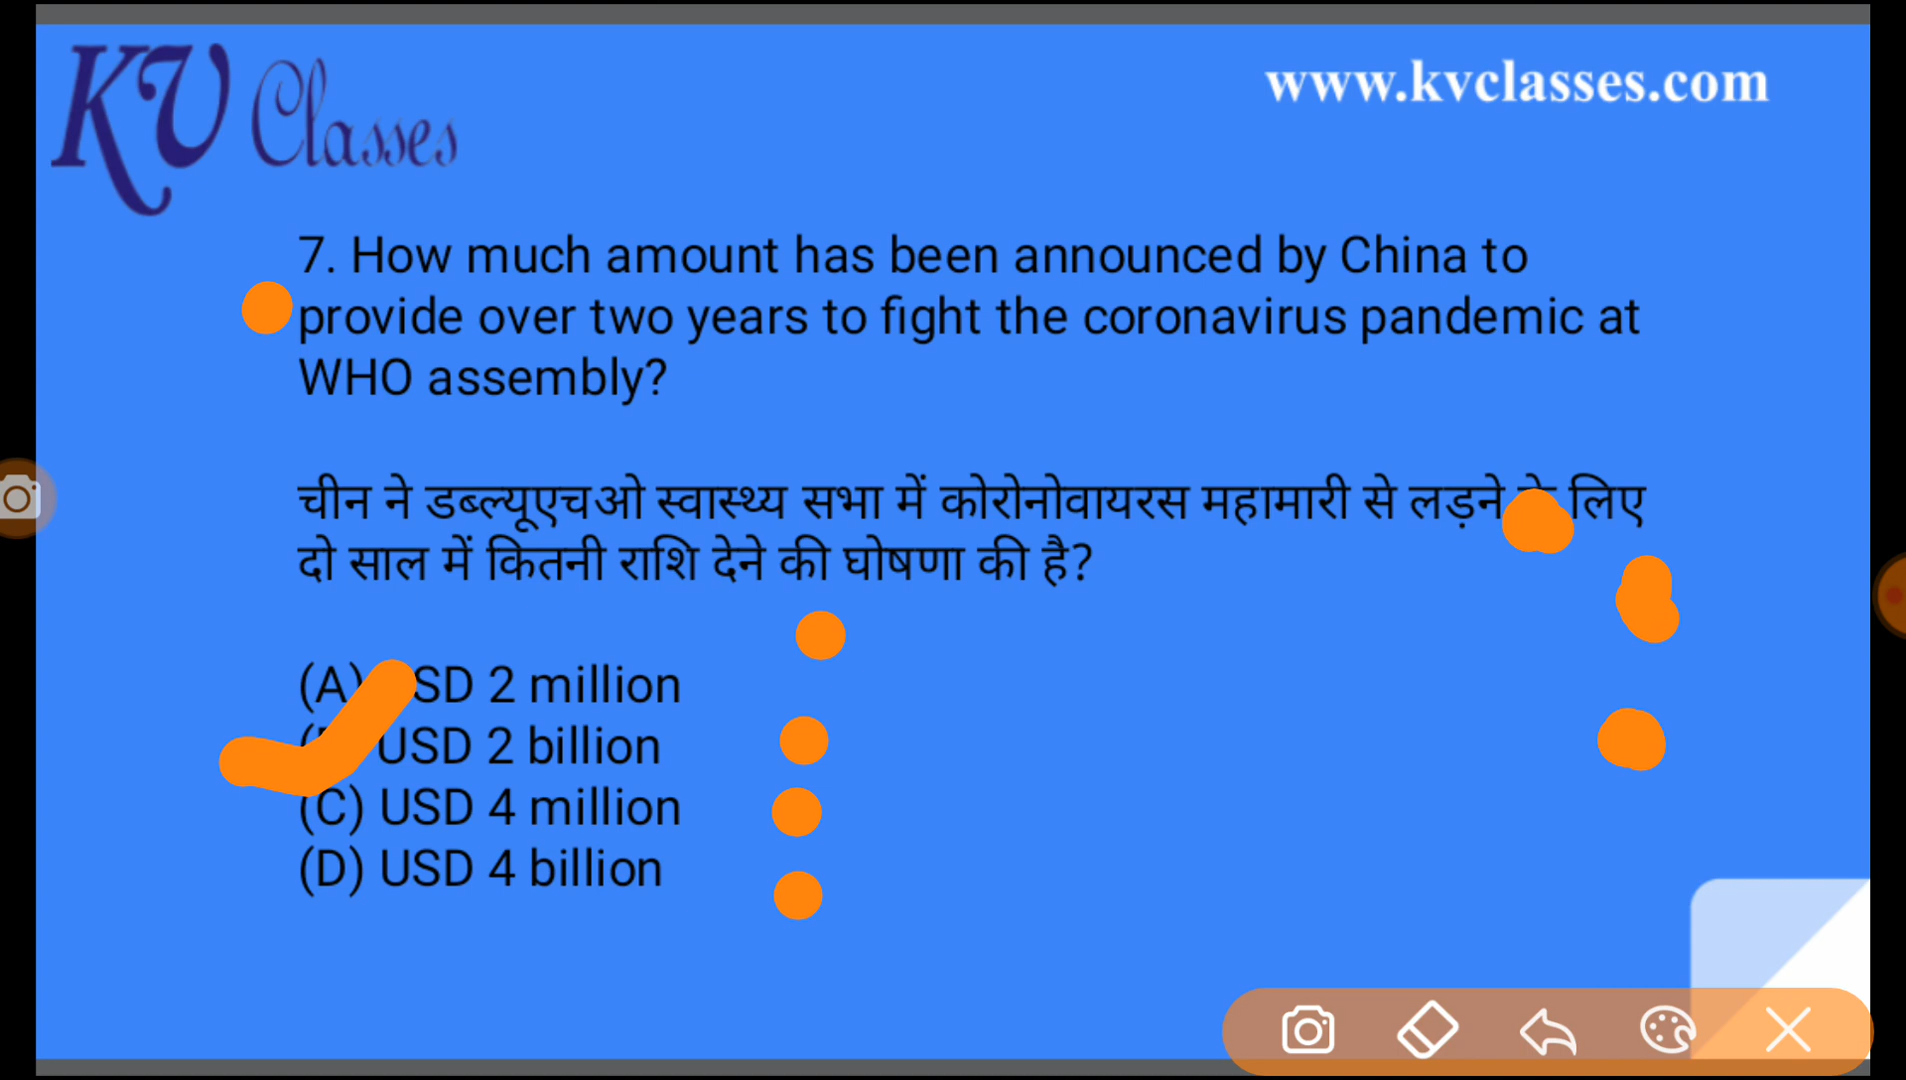 KV Classes
www.kvclasses.com
7. How much amount has been announced by China to
provide over two years to fight the coronavirus pandemic at
WHO assembly?
चीन ने डब्ल्यूएचओ स्वास्थ्य सभा में कोरोनोवायरस महामारी से लड़ने लिए
दो साल में कितनी राशि देने की घोषणा की है?
(A) USD 2 million
USD 2 billion
(C) USD 4 million
(D) USD 4 billion